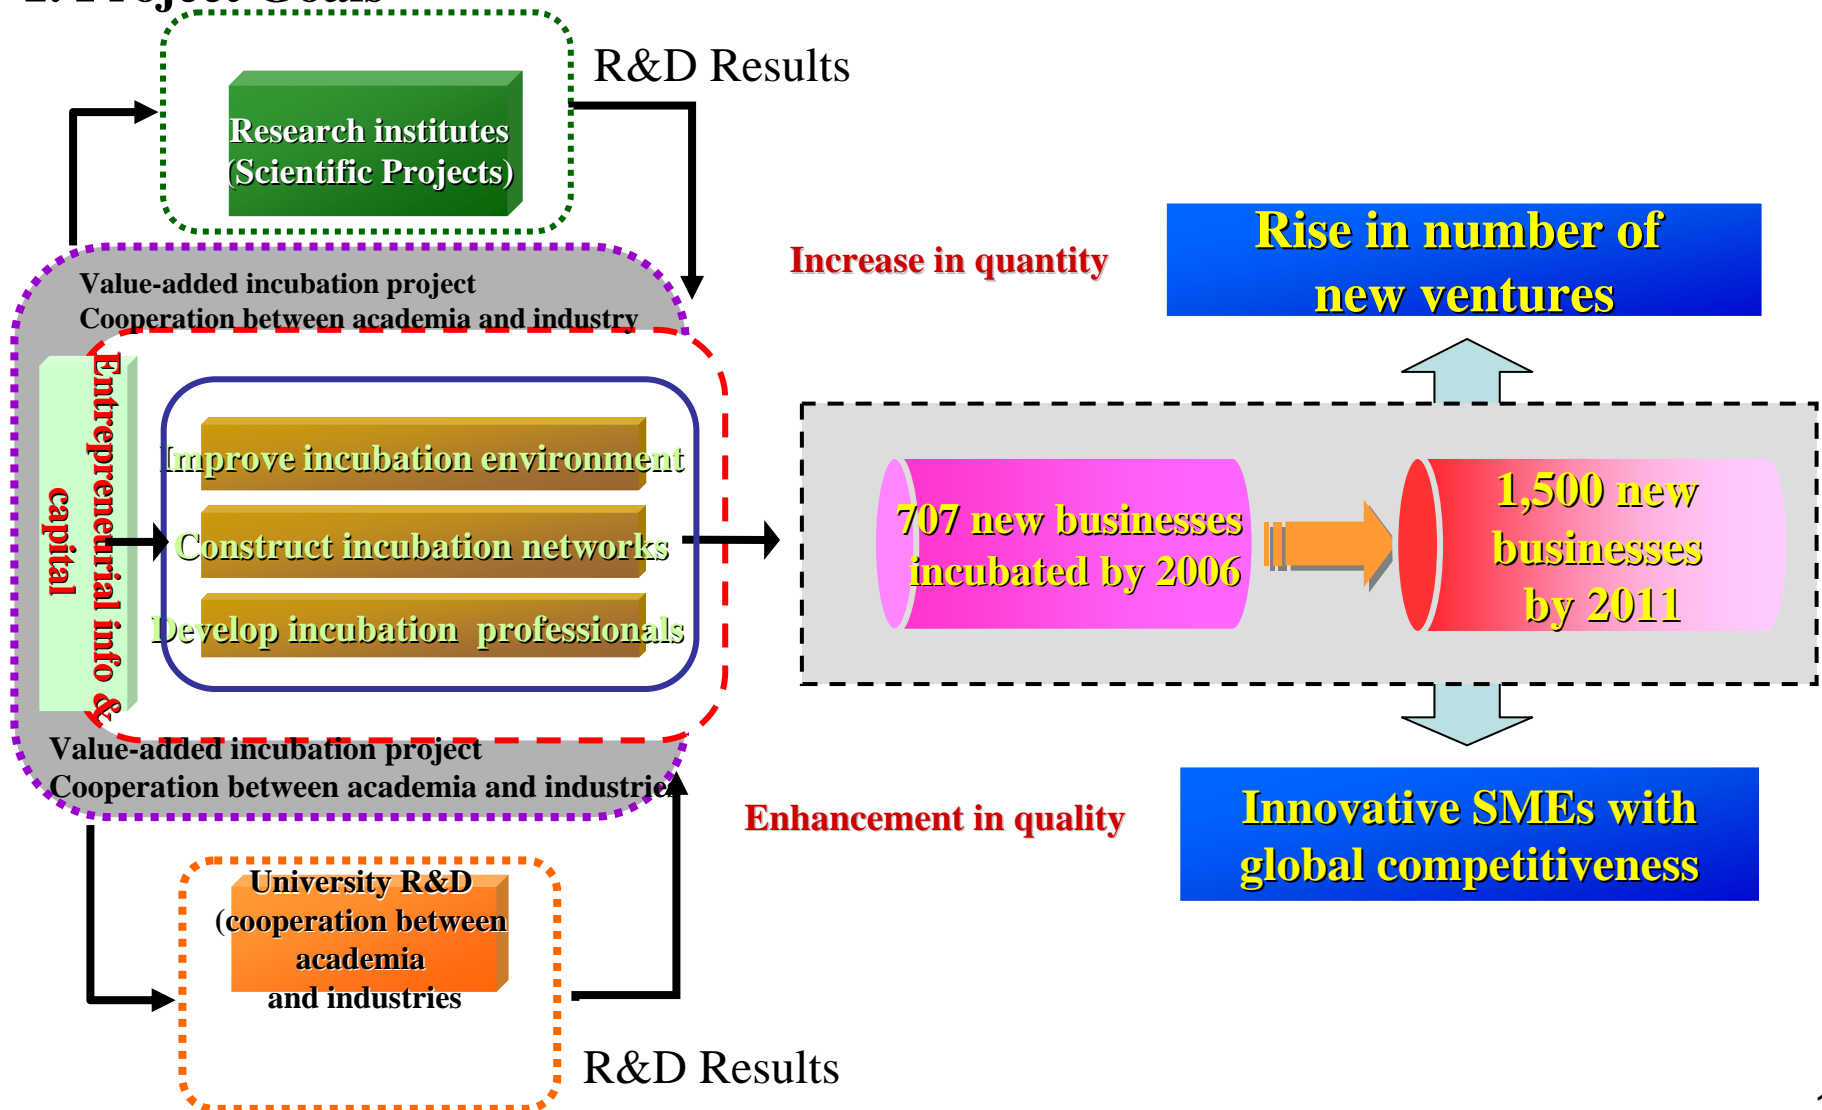 Project Goals
R&D Results
Research institutes
(Scientific Projects)
Value-added incubation project
Cooperation between academia and industry
Entrepreneurial info &
capital
Improve incubation environment
Construct incubation networks
Develop incubation  professionals
Value-added incubation project
Cooperation between academia and industries
University R&D
(cooperation between
academia
and industries
R&D Results
Increase in quantity
Rise in number of
new ventures
707 new businesses
incubated by 2006
1,500 new
businesses
by 2011
Enhancement in quality
Innovative SMEs with
global competitiveness